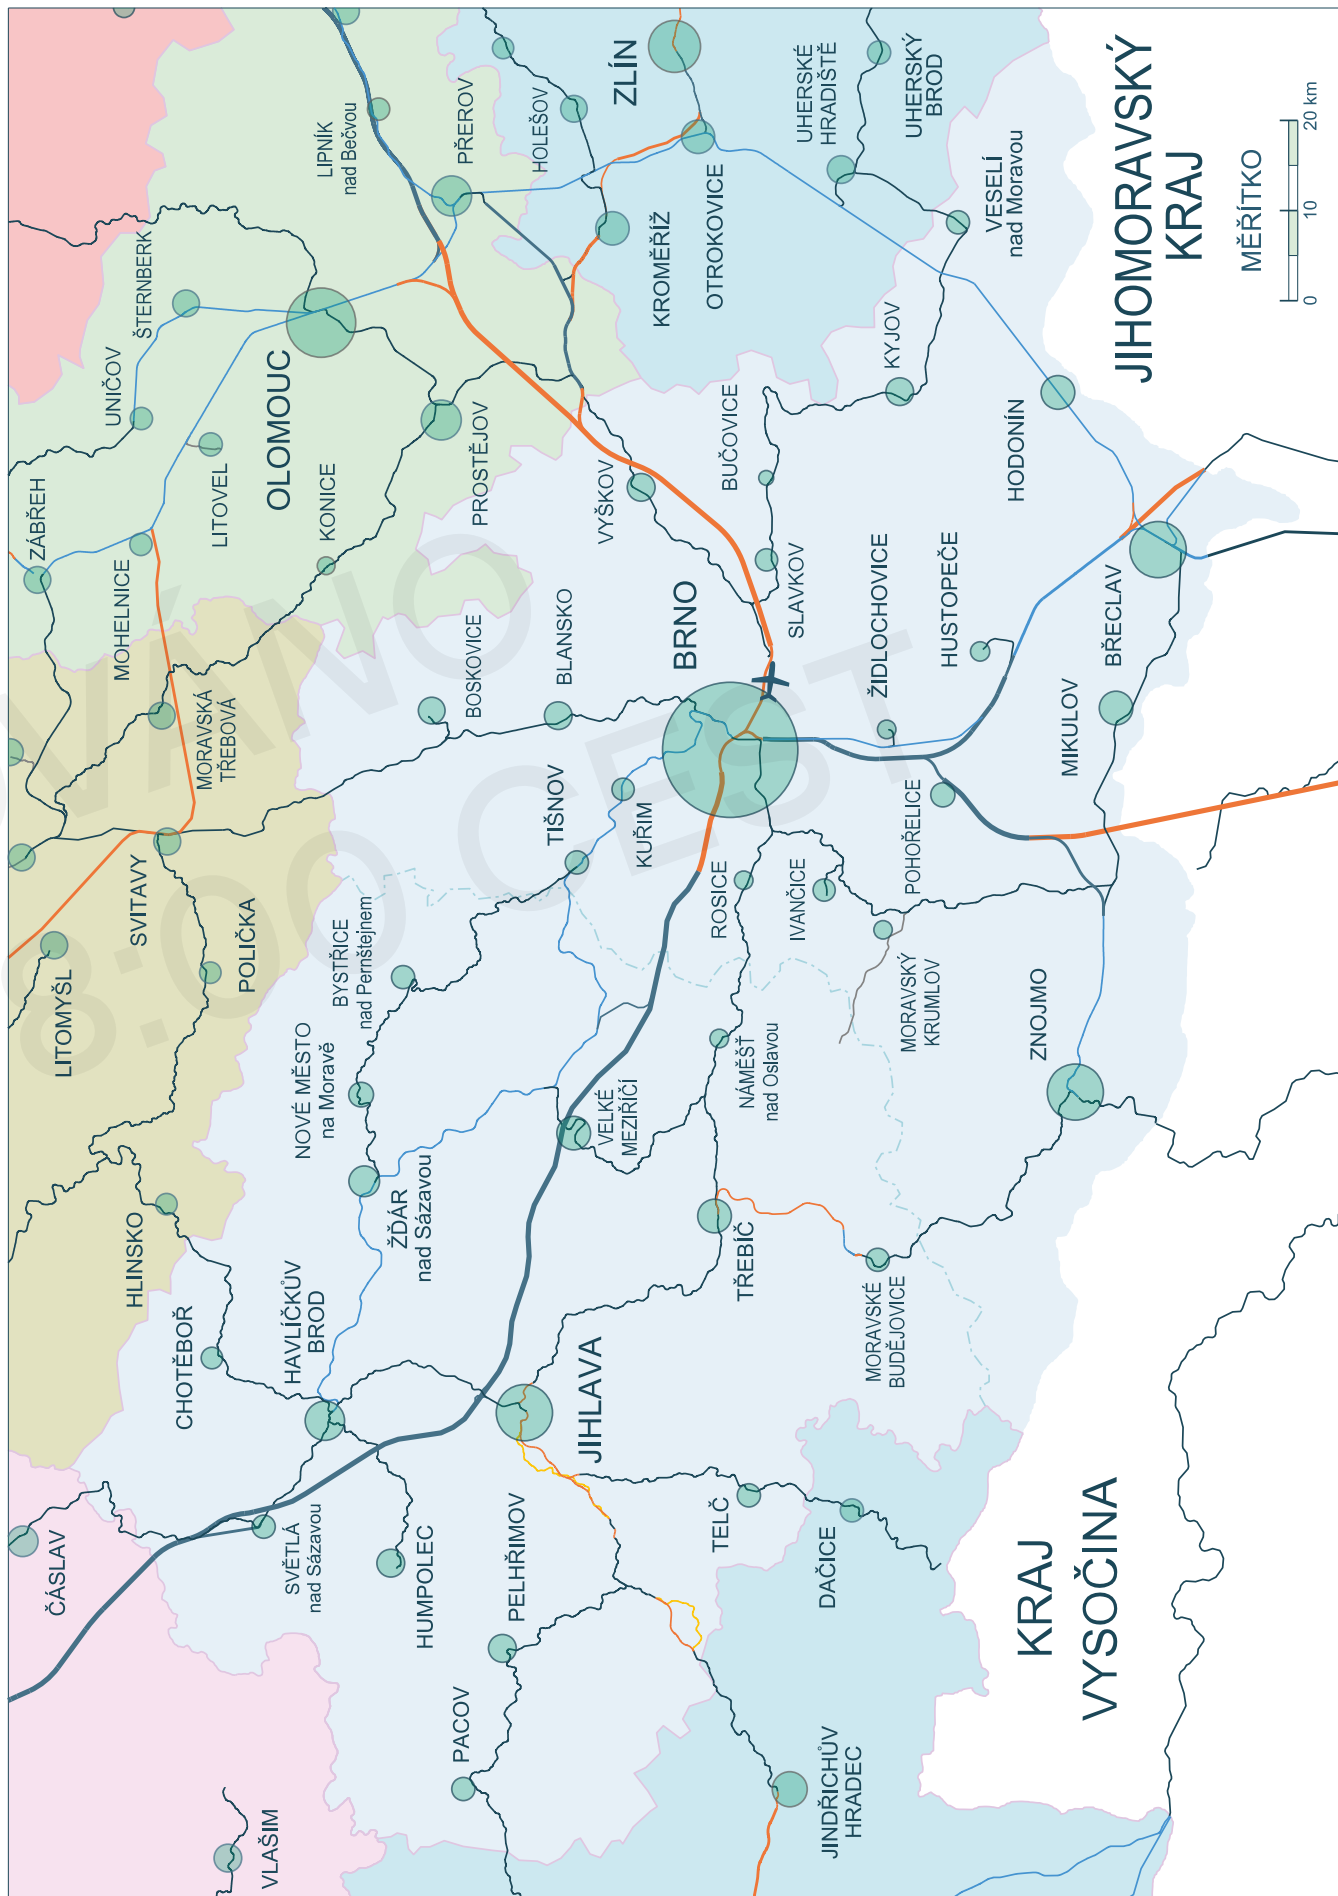 ČÁSLAV
LITOMYŠL
ZÁBŘEH
HLINSKO
SVITAVY
MOHELNICE
UNIČOV
ŠTERNBERK
CHOTĚBOŘ
MORAVSKÁ
TŘEBOVÁ
LITOVEL
POLIČKA
VLAŠIM
OLOMOUC
SVĚTLÁ
nad Sázavou
HAVLÍČKŮV
BROD
NOVÉ MĚSTO
na Moravě
KONICE
LIPNÍK
nad Bečvou
BYSTŘICE
nad Pernštejnem
ŽĎÁR
nad Sázavou
HUMPOLEC
PACOV
PŘEROV
BOSKOVICE
PROSTĚJOV
PELHŘIMOV
HOLEŠOV
TIŠNOV
BLANSKO
JIHLAVA
VELKÉ
MEZIŘÍČÍ
VYŠKOV
ZLÍN
KUŘIM
KROMĚŘÍŽ
BRNO
OTROKOVICE
ROSICE
TELČ
BUČOVICE
TŘEBÍČ
NÁMĚŠŤ
nad Oslavou
IVANČICE
SLAVKOV
UHERSKÉ
HRADIŠTĚ
JINDŘICHŮV
HRADEC
DAČICE
MORAVSKÉ
BUDĚJOVICE
ŽIDLOCHOVICE
KYJOV
MORAVSKÝ
KRUMLOV
POHOŘELICE
UHERSKÝ
BROD
HUSTOPEČE
VESELÍ
nad Moravou
HODONÍN
ZNOJMO
MIKULOV
BŘECLAV
KRAJ
VYSOČINA
JIHOMORAVSKÝ
KRAJ
MĚŘÍTKO
0 10 20 km
OVÁNO
8:00 CEST